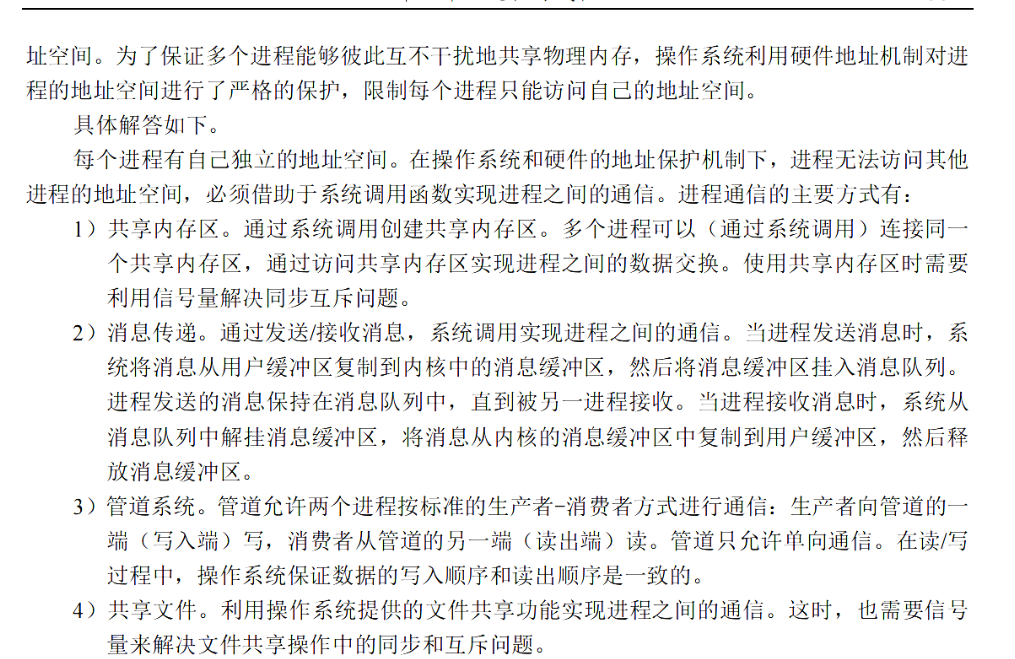 址空间。为了保证多个进程能够彼此互不干扰地共享物理内存，操作系统利用硬件地址机制对进
程的地址空间进行了严格的保护，限制每个进程只能访问自己的地址空间。
具体解答如下。
每个进程有自己独立的地址空间。在操作系统和硬件的地址保护机制下，进程无法访问其他
进程的地址空间，必须借助于系统调用函数实现进程之间的通信。进程通信的主要方式有：
1）共享内存区。通过系统调用创建共享内存区。多个进程可以（通过系统调用）连接同一
个共享内存区，通过访问共享内存区实现进程之间的数据交换。使用共享内存区时需要
利用信号量解决同步互斥问题。
2）消息传递。通过发送/接收消息，系统调用实现进程之间的通信。当进程发送消息时，系
统将消息从用户缓冲区复制到内核中的消息缓冲区，然后将消息缓冲区挂入消息队列。
进程发送的消息保持在消息队列中，直到被另一进程接收。当进程接收消息时，系统从
消息队列中解挂消息缓冲区，将消息从内核的消息缓冲区中复制到用户缓冲区，然后释
放消息缓冲区。
3）管道系统。管道允许两个进程按标准的生产者-消费者方式进行通信：生产者向管道的一
端（写入端）写，消费者从管道的另一端（读出端）读。管道只允许单向通信。在读/写
过程中，操作系统保证数据的写入顺序和读出顺序是一致的。
4）共享文件。利用操作系统提供的文件共享功能实现进程之间的通信。这时，也需要信号
量来解决文件共享操作中的同步和互斥问题。